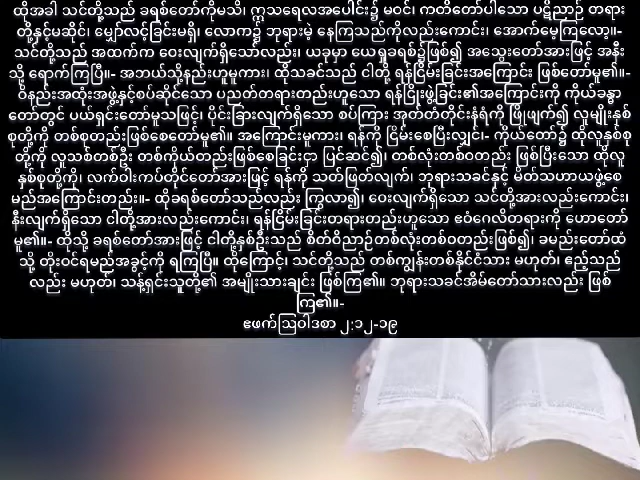 ထိုအခါ သင်တို့သည် ခရစ်တော်ကိုမသိ၊ ဣသရေလအပေါင်း၌ မဝင်၊ ကတိတော်ပါသော ပဋိညာဉ် တရား
တို့နှင့်မဆိုင်၊ မျှော်လင့်ခြင်းမရှိ၊ လောက၌ ဘုရားမဲ့ နေကြသည်ကိုလည်းကောင်း၊ အောက်မေ့ကြလော့။-
သင်တို့သည် အထက်က ဝေးလျက်ရှိသော်လည်း၊ ယခုမှာ ယေရှုခရစ်၌ဖြစ်၍ အသွေးတော်အားဖြင့် အနီး
သို့ ရောက်ကြပြီ။- အဘယ်သို့နည်းဟူမူကား၊ ထိုသခင်သည် ငါတို့ ရန်ငြိမ်းခြင်းအကြောင်း ဖြစ်တော်မူ၏။-
ဝိနည်းအထုံးအဖွဲ့နှင့်စပ်ဆိုင်သော ပညတ်တရားတည်းဟူသော ရန်ငြိုးဖွဲ့ခြင်း၏အကြောင်းကို ကိုယ်ခန္ဓာ
တော်တွင် ပယ်ရှင်းတော်မူသဖြင့်၊ ပိုင်းခြားလျက်ရှိသော စပ်ကြား အုတ်တံတိုင်းနံရံကို ဖြိုဖျက်၍ လူမျိုးနှစ်
စုတို့ကို တစ်စုတည်းဖြစ်စေတော်မူ၏။ အကြောင်းမူကား၊ ရန်ကို ငြိမ်းစေပြီးလျှင်၊- ကိုယ်တော်၌ ထိုလူနှစ်စု
တို့ကို လူသစ်တစ်ဦး တစ်ကိုယ်တည်းဖြစ်စေခြင်းငှာ ပြင်ဆင်၍၊ တစ်လုံးတစ်ဝတည်း ဖြစ်ပြီးသော ထိုလူ
နှစ်စုတို့ကို၊ လက်ဝါးကပ်တိုင်တော်အားဖြင့် ရန်ကို သတ်ဖြတ်လျက်၊ ဘုရားသခင်နှင့် မိတ်သဟာယဖွဲ့စေ
မည်အကြောင်းတည်း။- ထိုခရစ်တော်သည်လည်း ကြွလာ၍၊ ဝေးလျက်ရှိသော သင်တို့အားလည်းကောင်း၊
နီးလျက်ရှိသော ငါတို့အားလည်းကောင်း၊ ရန်ငြိမ်းခြင်းတရားတည်းဟူသော ဧဝံဂေလိတရားကို ဟောတော်
မူ၏။- ထိုသို့ ခရစ်တော်အားဖြင့် ငါတို့နှစ်ဦးသည် စိတ်ဝိညာဉ်တစ်လုံးတစ်ဝတည်းဖြစ်၍၊ ခမည်းတော်ထံ
သို့ တိုးဝင်ရမည်အခွင့်ကို ရကြပြီ။ ထိုကြောင့်၊ သင်တို့သည် တစ်ကျွန်းတစ်နိုင်ငံသား မဟုတ်၊ ဧည့်သည်
လည်း မဟုတ်၊ သန့်ရှင်းသူတို့၏ အမျိုးသားချင်း ဖြစ်ကြ၏။ ဘုရားသခင်အိမ်တော်သားလည်း ဖြစ်
ကြ၏။-
ဧဖက်ဩဝါဒစာ ၂:၁၂-၁၉